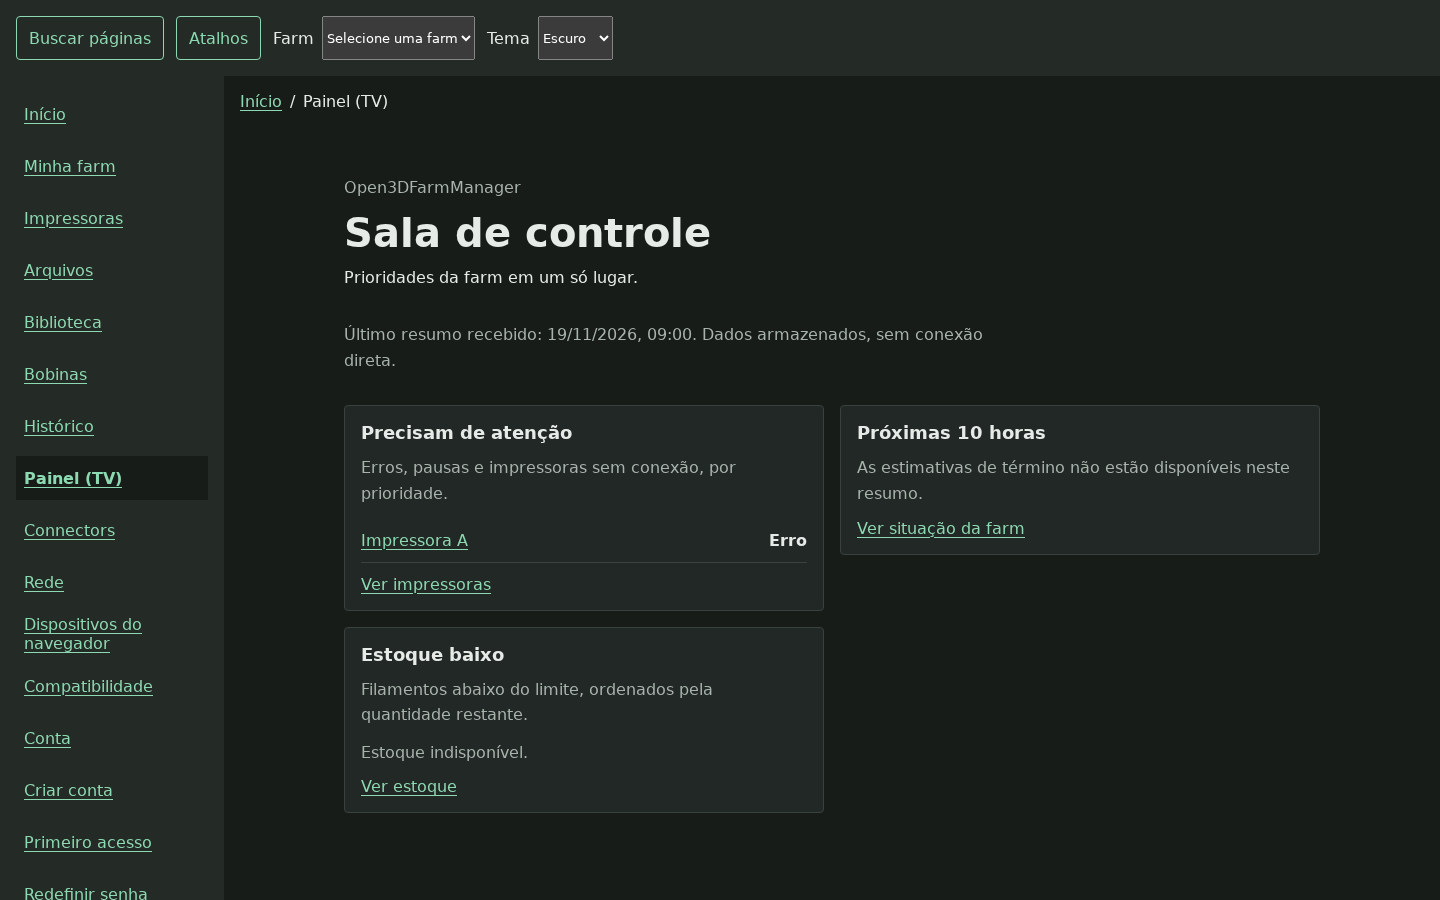 Buscar páginas
Atalhos
Farm
Selecione uma farm
Tema
Escuro
Início
Minha farm
Impressoras
Arquivos
Biblioteca
Bobinas
Histórico
Painel (TV)
Connectors
Rede
Dispositivos do
navegador
Compatibilidade
Conta
Criar conta
Primeiro acesso
Redefinir senha
Início / Painel (TV)
Open3DFarmManager
Sala de controle
Prioridades da farm em um só lugar.
Último resumo recebido: 19/11/2026, 09:00. Dados armazenados, sem conexão
direta.
Precisam de atenção
Erros, pausas e impressoras sem conexão, por
prioridade.
Impressora A Erro
Ver impressoras
Próximas 10 horas
As estimativas de término não estão disponíveis neste
resumo.
Ver situação da farm
Estoque baixo
Filamentos abaixo do limite, ordenados pela
quantidade restante.
Estoque indisponível.
Ver estoque